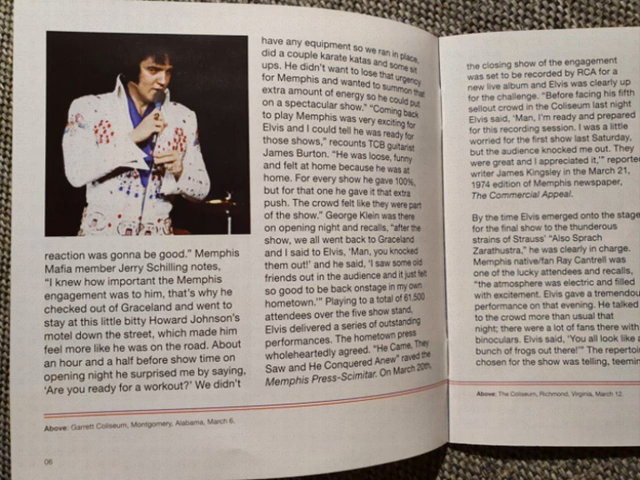 reaction was gonna be good.” Memphis
Mafia member Jerry Schilling notes,
“I knew how important the Memphis
engagement was to him, that’s why he
checked out of Graceland and went to
stay at this little bitty Howard Johnson’s
motel down the street, which made him
feel more like he was on the road. About
an hour and a half before show time on
opening night he surprised me by saying,
‘Are you ready for a workout?’ We didn’t
Above: Garrett Coliseum, Montgomery, Alabama, March 6.
06
have any equipment so we ran in place,
did a couple karate katas and some sit
ups. He didn’t want to lose that urgency
for Memphis and wanted to summon that
extra amount of energy so he could put
on a spectacular show.” “Coming back
to play Memphis was very exciting for
Elvis and I could tell he was ready for
those shows,” recounts TCB guitarist
James Burton. “He was loose, funny
and felt at home because he was at
home. For every show he gave 100%,
but for that one he gave it that extra
push. The crowd felt like they were part
of the show.” George Klein was there
on opening night and recalls, “after the
show, we all went back to Graceland
and I said to Elvis, ‘Man, you knocked
them out!’ and he said, ‘I saw some old
friends out in the audience and it just felt
so good to be back onstage in my own
hometown.’” Playing to a total of 61,500
attendees over the five show stand,
Elvis delivered a series of outstanding
performances. The hometown press
wholeheartedly agreed. “He Came, They
Saw and He Conquered Anew” raved the
Memphis Press-Scimitar. On March 20th,
the closing show of the engagement
was set to be recorded by RCA for a
new live album and Elvis was clearly up
for the challenge. “Before facing his fifth
sellout crowd in the Coliseum last night
Elvis said, ‘Man, I’m ready and prepared
for this recording session. I was a little
worried for the first show last Saturday,
but the audience knocked me out. They
were great and I appreciated it,’” reporte
writer James Kingsley in the March 21,
1974 edition of Memphis newspaper,
The Commercial Appeal.
By the time Elvis emerged onto the stage
for the final show to the thunderous
strains of Strauss’ “Also Sprach
Zarathustra,” he was clearly in charge.
Memphis native/fan Ray Cantrell was
one of the lucky attendees and recalls,
“the atmosphere was electric and filled
with excitement. Elvis gave a tremendou
performance on that evening. He talked
to the crowd more than usual that
night; there were a lot of fans there with
binoculars. Elvis said, ‘You all look like a
bunch of frogs out there!’” The repertoi
chosen for the show was telling, teemin
Above: The Coliseum, Richmond, Virginia, March 12.